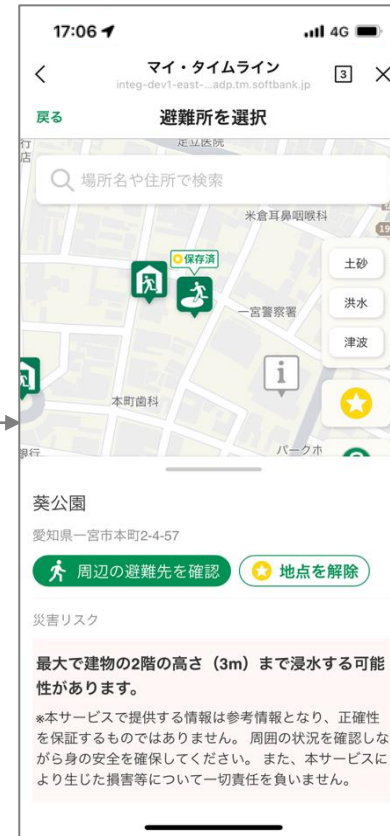 17:06
4G
マイ・タイムライン
integ-dev1-east-...adp.tm.softbank.jp
3
戻る
避難所を選択
足立医院
行
店
場所名や住所で検索
米倉耳鼻咽喉科
19
保存済
土砂
一宮警察署
洪水
津波
i
本町歯科
パークホ
銀行
葵公園
愛知県一宮市本町2-4-57
周辺の避難先を確認
地点を解除
災害リスク
最大で建物の2階の高さ（3m）まで浸水する可能
性があります。
※本サービスで提供する情報は参考情報となり、正確性
を保証するものではありません。 周囲の状況を確認しな
がら身の安全を確保してください。 また、本サービスに
より生じた損害等について一切責任を負いません。